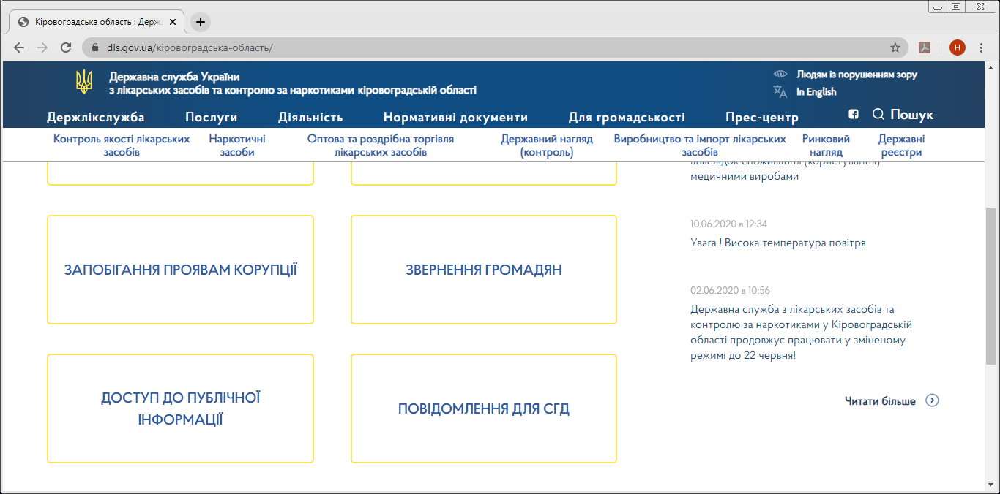 Кіровоградська область : Держ
dls.gov.ua/кіровоградська-область/
H
Державна служба України
з лікарських засобів та контролю за наркотиками кіровоградській області
Людям із порушенням зору
In English
Держлікслужба
Послуги
Діяльність
Нормативні документи
Для громадськості
Прес-центр
Пошук
Контроль якості лікарських
засобів
Наркотичні
засоби
Оптова та роздрібна торгівля
лікарських засобів
Державний нагляд
(контроль)
Виробництво та імпорт лікарських
засобів
Ринковий
нагляд
Державні
реєстри
ЗАПОБІГАННЯ ПРОЯВАМ КОРУПЦІЇ
ЗВЕРНЕННЯ ГРОМАДЯН
ДОСТУП ДО ПУБЛІЧНОЇ
ІНФОРМАЦІЇ
ПОВІДОМЛЕННЯ ДЛЯ СГД
внаслідок споживання (користування)
медичними виробами
10.06.2020 в 12:34
Увага ! Висока температура повітря
02.06.2020 в 10:56
Державна служба з лікарських засобів та
контролю за наркотиками у Кіровоградській
області продовжує працювати у зміненому
режимі до 22 червня!
Читати більше